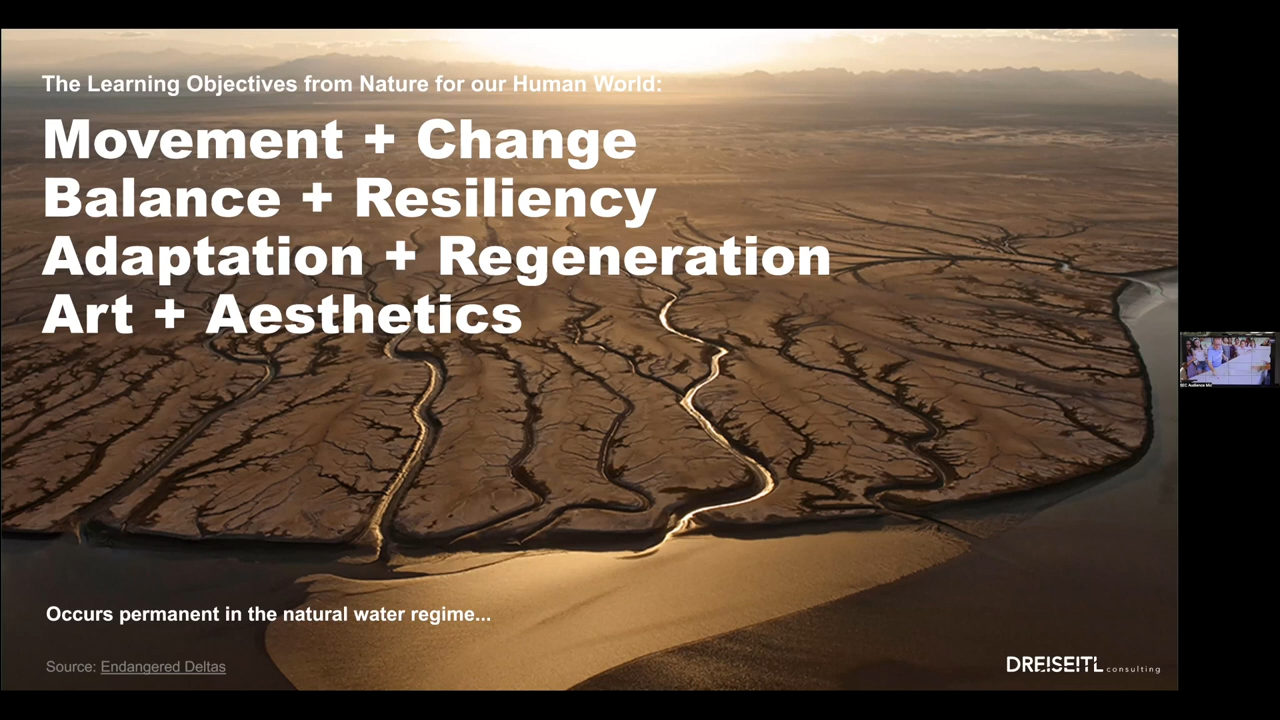 The Learning Objectives from Nature for our Human World:
Movement + Change
Balance + Resiliency
Adaptation + Regeneration
Art + Aesthetics
Occurs permanent in the natural water regime...
Source: Endangered Deltas
DREISEITL consulting